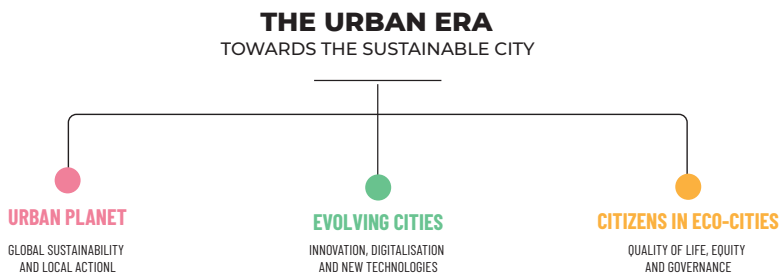 THE URBAN ERA
TOWARDS THE SUSTAINABLE CITY
URBAN PLANET
GLOBAL SUSTAINABILITY
AND LOCAL ACTIONL
EVOLVING CITIES
INNOVATION, DIGITALISATION
AND NEW TECHNOLOGIES
CITIZENS IN ECO-CITIES
QUALITY OF LIFE, EQUITY
AND GOVERNANCE